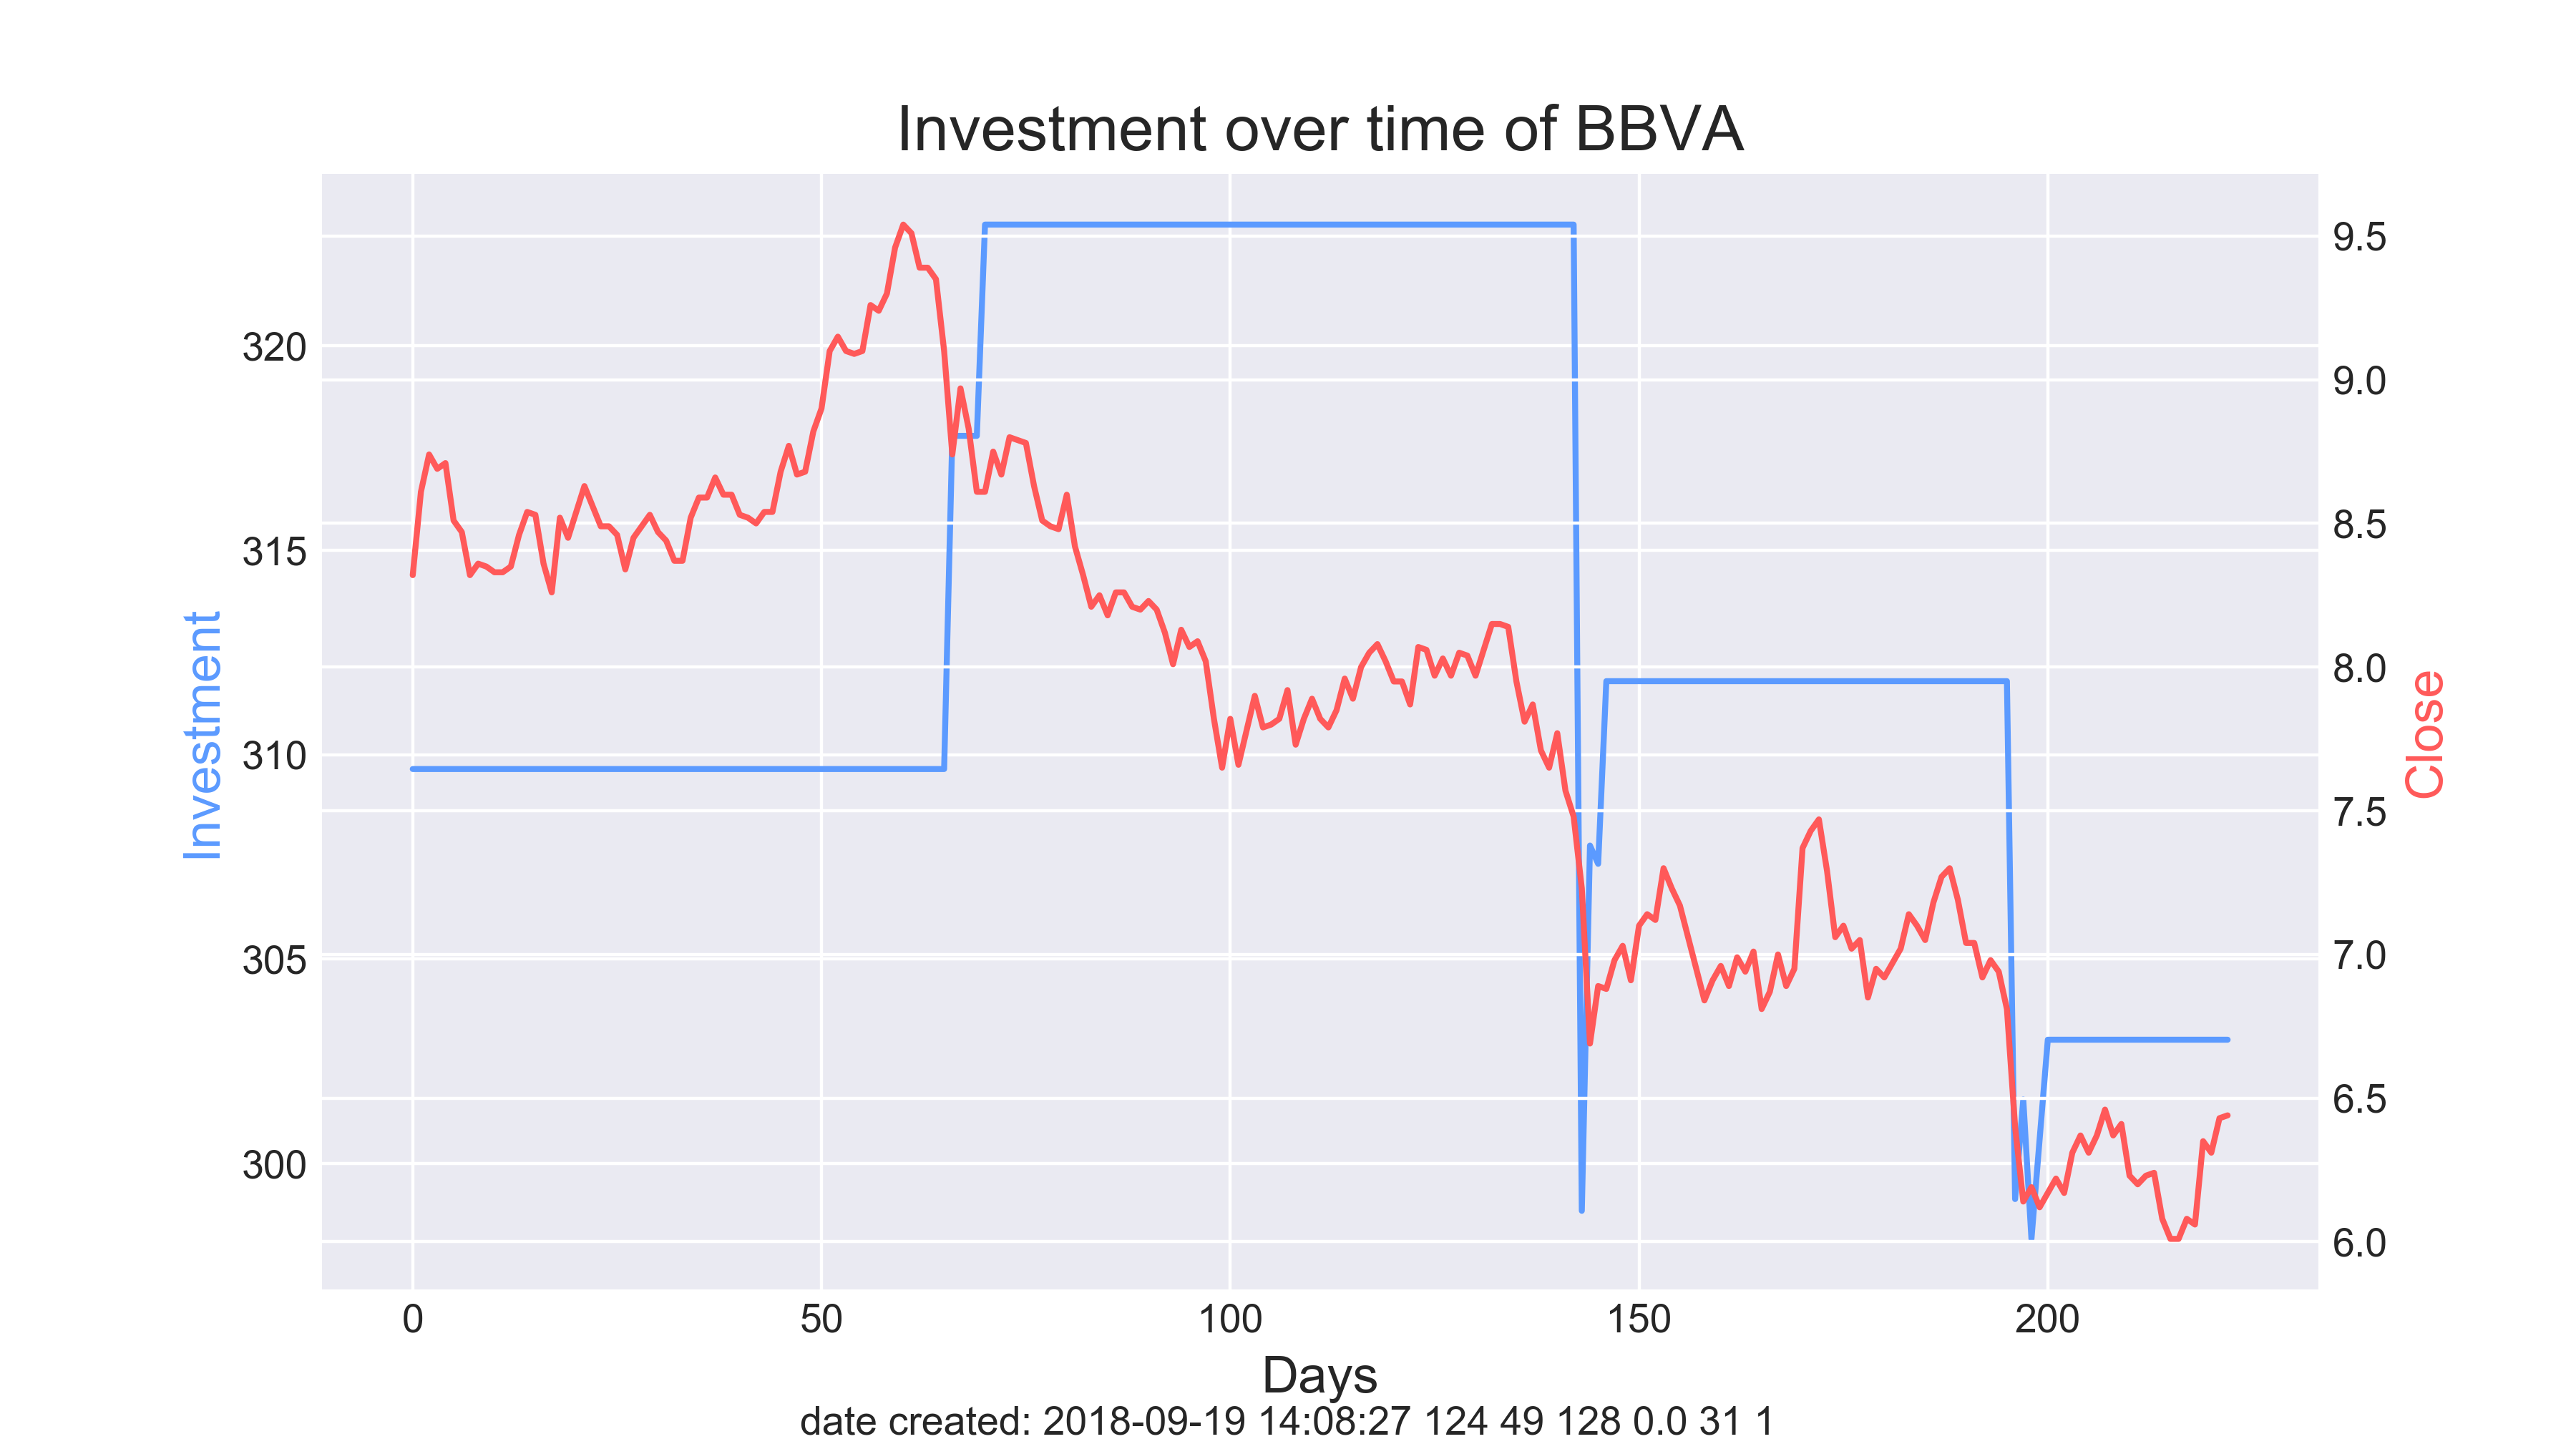 Investment over time of BBVA
320
315
310
305
300
Investment
9.5
9.0
8.5
8.0
7.5
7.0
6.5
6.0
Close
0 50 100 150 200
Days
date created: 2018-09-19 14:08:27 124 49 128 0.0 31 1